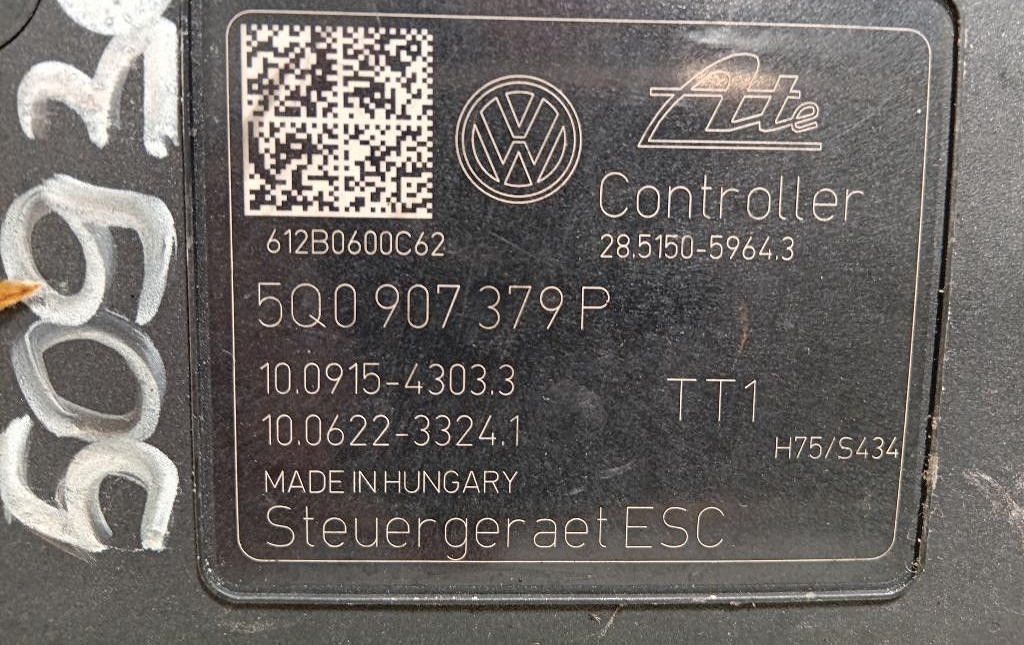 Ate
Controller
28.5150-5964.3
612B0600C62
5Q0 907 379 P
10.0915-4303.3
10.0622-3324.1
TT1
H75/S434
MADE IN HUNGARY
Steuergeraet ESC